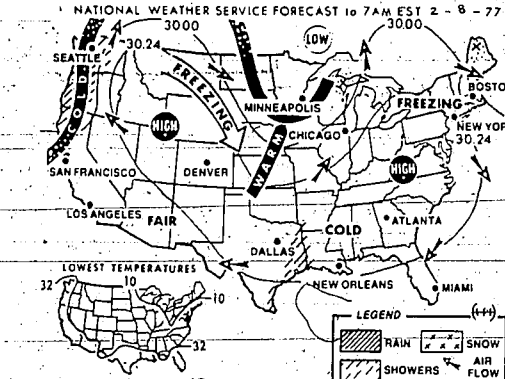 NATIONAL WEATHER SERVICE FORECAST to 7AM EST 2 - 8 - 77
30.00
30.00
LOW
SEATTLE
30.24
COLD
FREEZING
MINNEAPOLIS
FREEZING
BOSTO
HIGH
CHICAGO
NEW YOR
30.24
WARM
HIGH
SAN FRANCISCO
DENVER
LOS ANGELES
FAIR
COLD
ATLANTA
DALLAS
NEW ORLEANS
MIAMI
LOWEST TEMPERATURES
32
10
10
32
LEGEND
RAIN
SNOW
SHOWERS
AIR FLOW